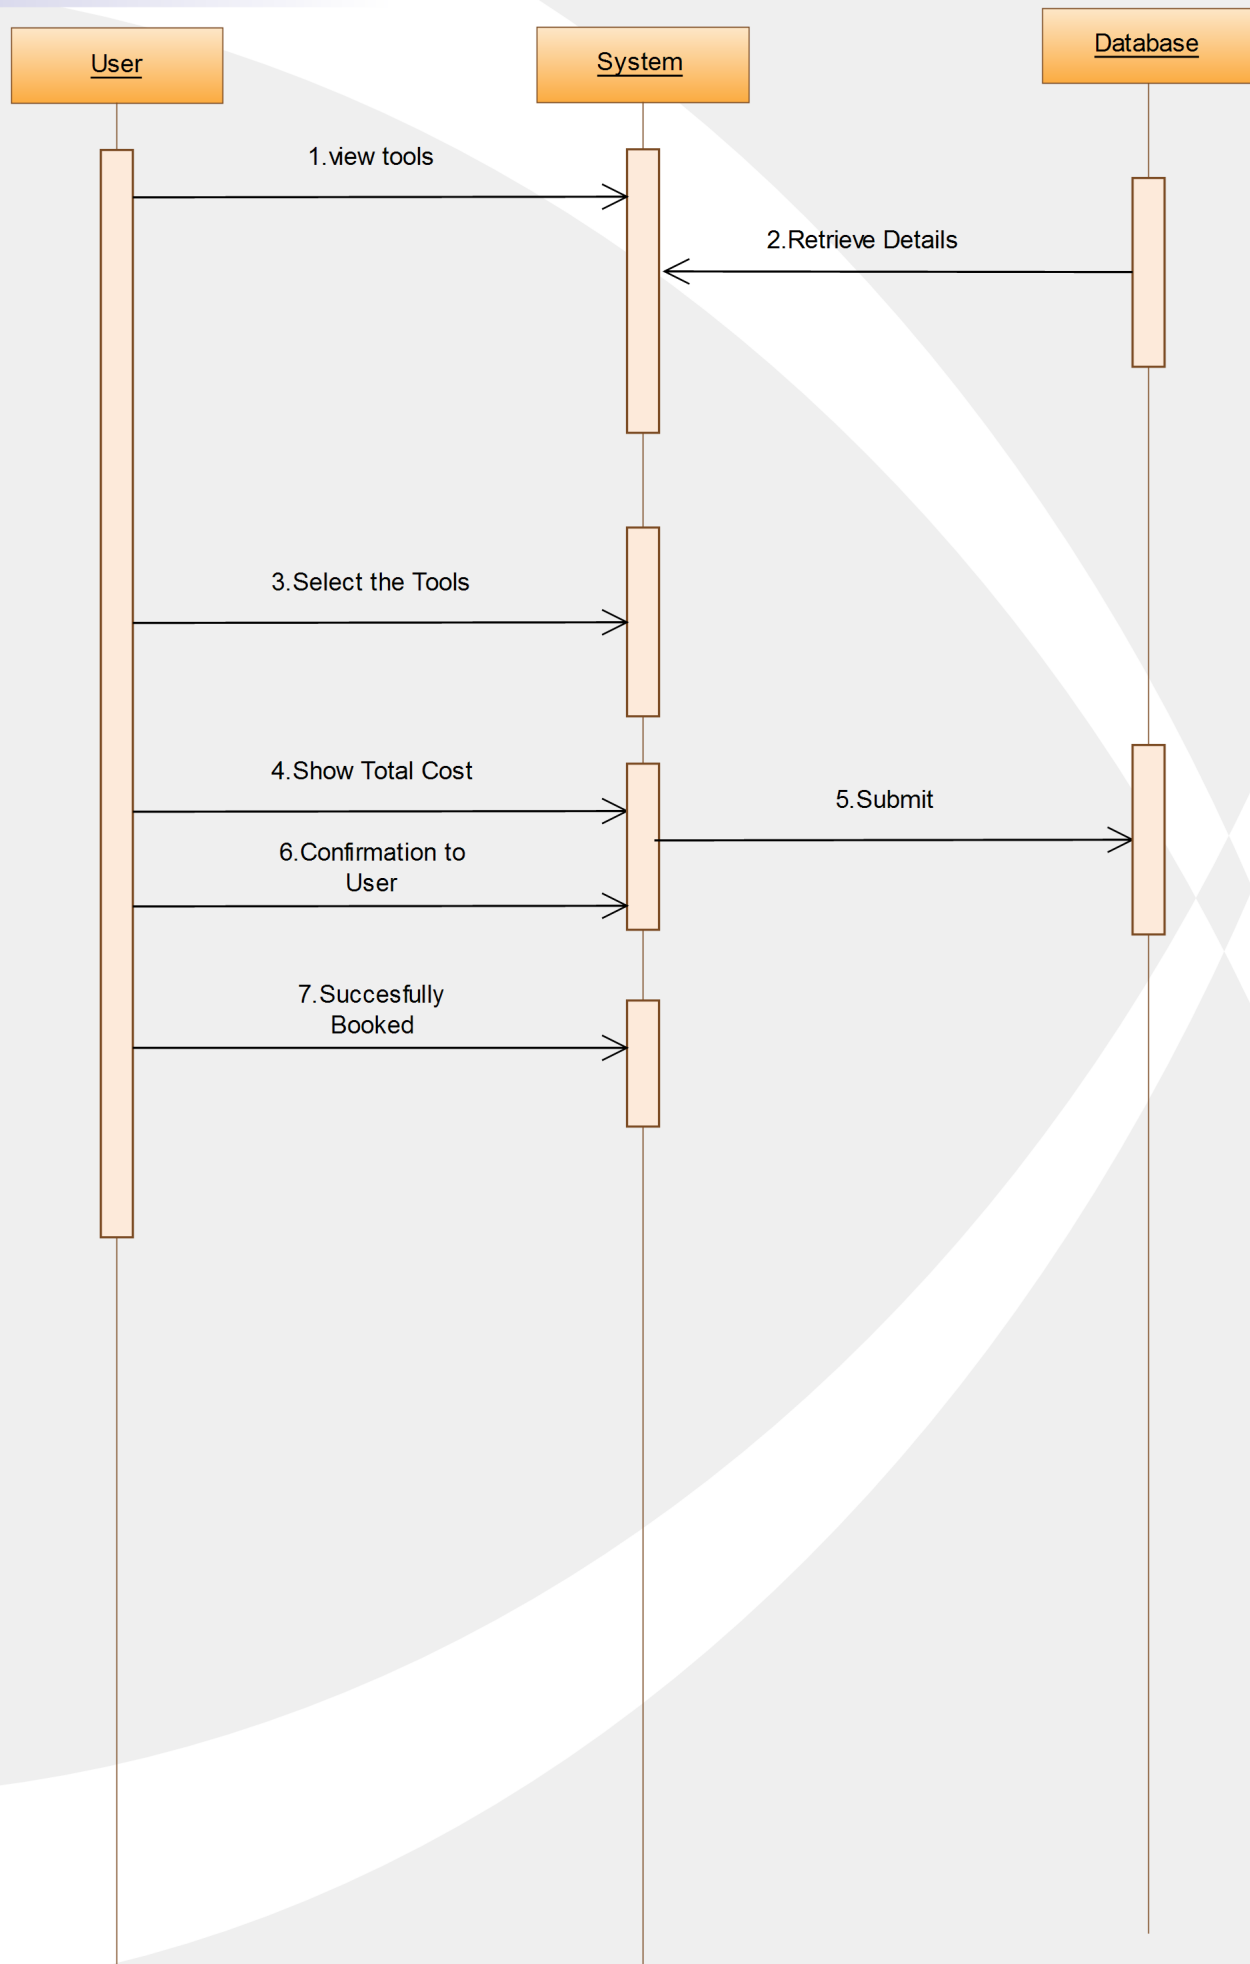 User
System
Database
1.view tools
2.Retrieve Details
3.Select the Tools
4.Show Total Cost
5.Submit
6.Confirmation to
User
7.Succesfully
Booked